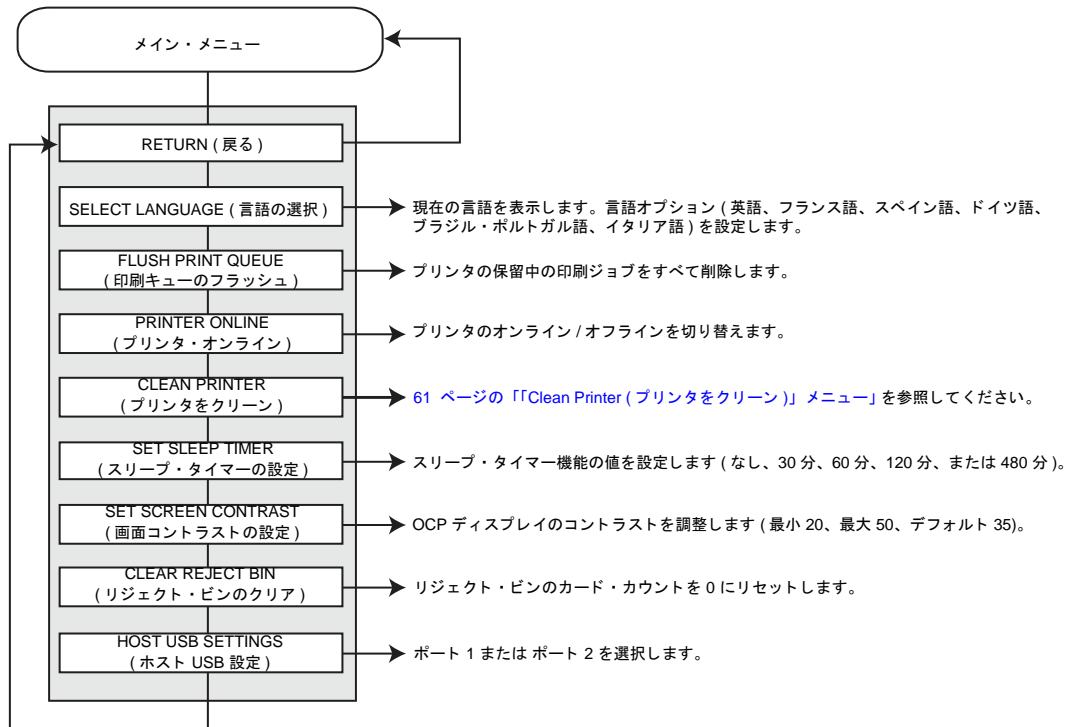 メイン・メニュー
RETURN ( 戻る )
SELECT LANGUAGE ( 言語の選択 )
現在の言語を表示します。言語オプション ( 英語、フランス語、スペイン語、ドイツ語、
ブラジル・ポルトガル語、イタリア語 ) を設定します。
FLUSH PRINT QUEUE
( 印刷キューのフラッシュ )
プリンタの保留中の印刷ジョブをすべて削除します。
PRINTER ONLINE
( プリンタ・オンライン )
プリンタのオンライン / オフラインを切り替えます。
CLEAN PRINTER
( プリンタをクリーン )
61 ページの「「Clean Printer ( プリンタをクリーン )」メニュー」を参照してください。
SET SLEEP TIMER
( スリープ・タイマーの設定 )
スリープ・タイマー機能の値を設定します ( なし、30 分、60 分、120 分、または 480 分 )。
SET SCREEN CONTRAST
( 画面コントラストの設定 )
OCP ディスプレイのコントラストを調整します ( 最小 20、最大 50、デフォルト 35)。
CLEAR REJECT BIN
( リジェクト・ビンのクリア )
リジェクト・ビンのカード・カウントを 0 にリセットします。
HOST USB SETTINGS
( ホスト USB 設定 )
ポート 1 または ポート 2 を選択します。